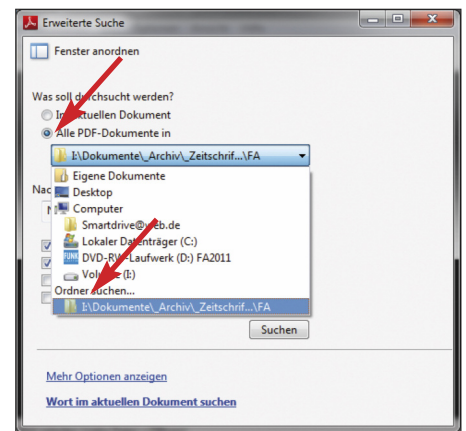 Erweiterte Suche
Fenster anordnen
Was soll durchsucht werden?
Im aktuellen Dokument
Alle PDF-Dokumente in
I:\Dokumente\_Archiv\_Zeitschrif...\FA
Eigene Dokumente
Desktop
Computer
Smartdrive@web.de
Lokaler Datenträger (C:)
DVD-RW-Laufwerk (D:) FA2011
Volume (I:)
Ordner suchen...
I:\Dokumente\_Archiv\_Zeitschrif...\FA
Nac
Suchen
Mehr Optionen anzeigen
Wort im aktuellen Dokument suchen